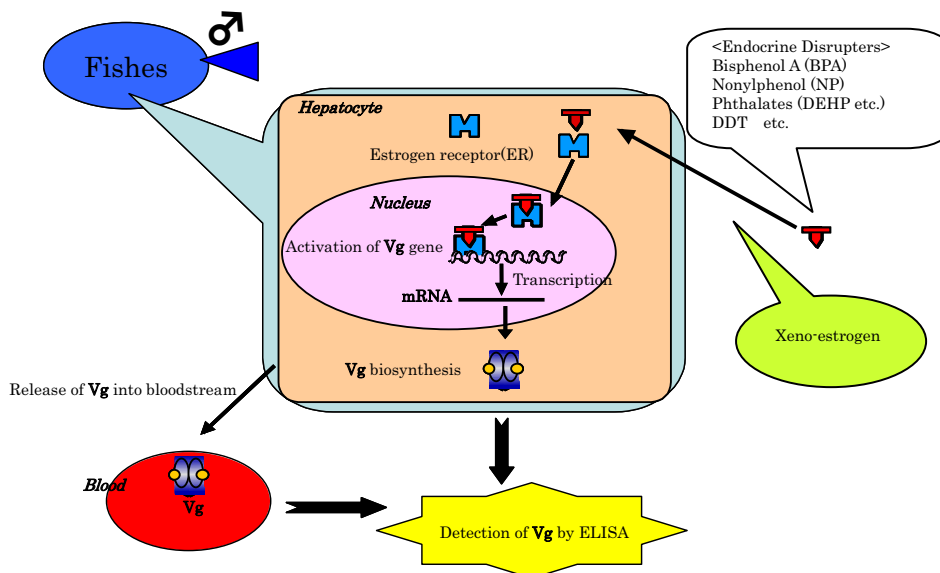 Fishes
♂
<Endocrine Disrupters>
Bisphenol A (BPA)
Nonylphenol (NP)
Phthalates (DEHP etc.)
DDT etc.
Hepatocyte
Estrogen receptor(ER)
Nucleus
Activation of Vg gene
Transcription
mRNA
Xeno-estrogen
Vg biosynthesis
Release of Vg into bloodstream
Blood
Vg
Detection of Vg by ELISA